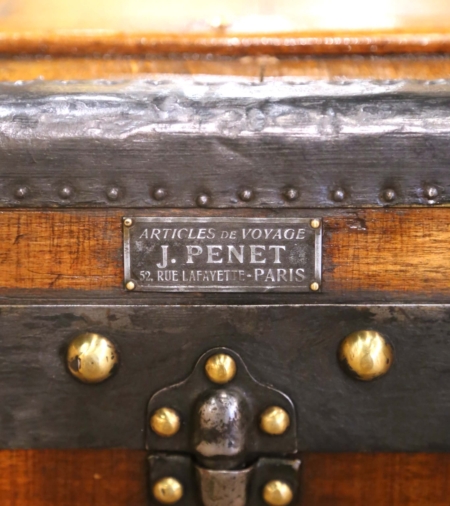 ARTICLES DE VOYAGE
J. PENET
52, RUE LAFAYETTE-PARIS